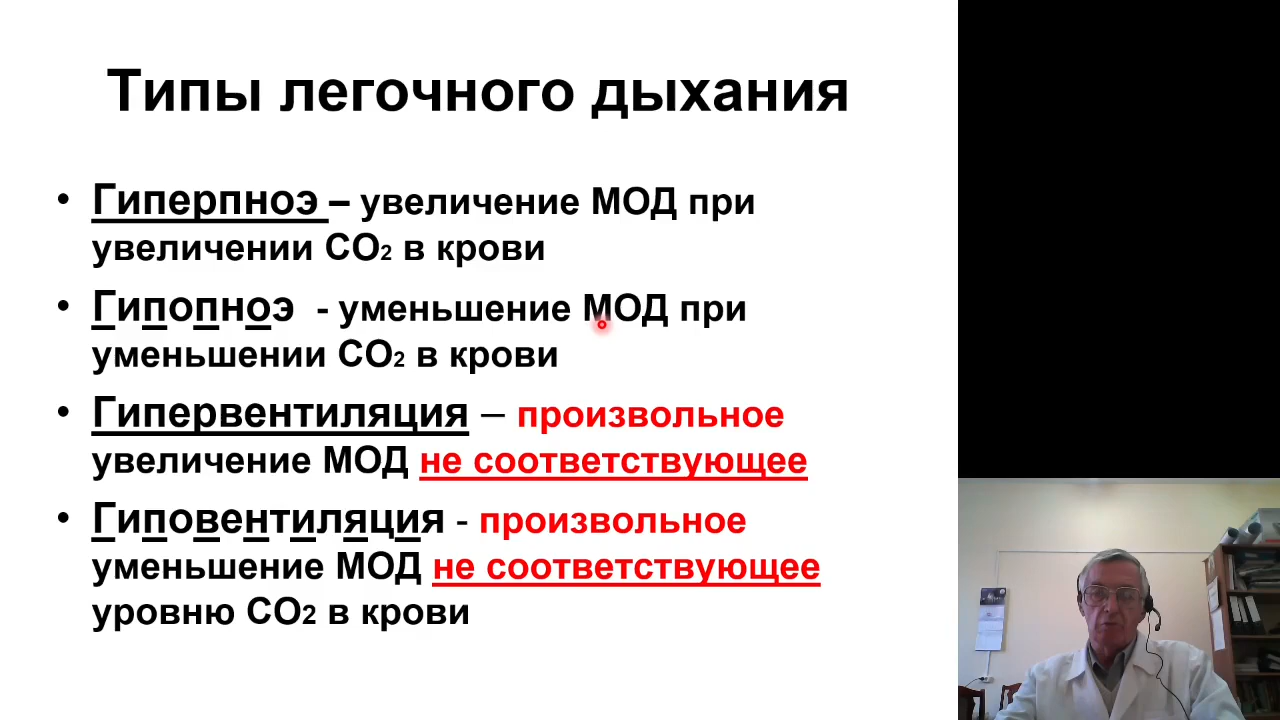 Типы легочного дыхания
• Гиперпноэ – увеличение МОД при
увеличении СО2 в крови
• Гипопноэ - уменьшение МОД при
уменьшении СО2 в крови
• Гипервентиляция – произвольное
увеличение МОД не соответствующее
• Гиповентиляция - произвольное
уменьшение МОД не соответствующее
уровню СО2 в крови